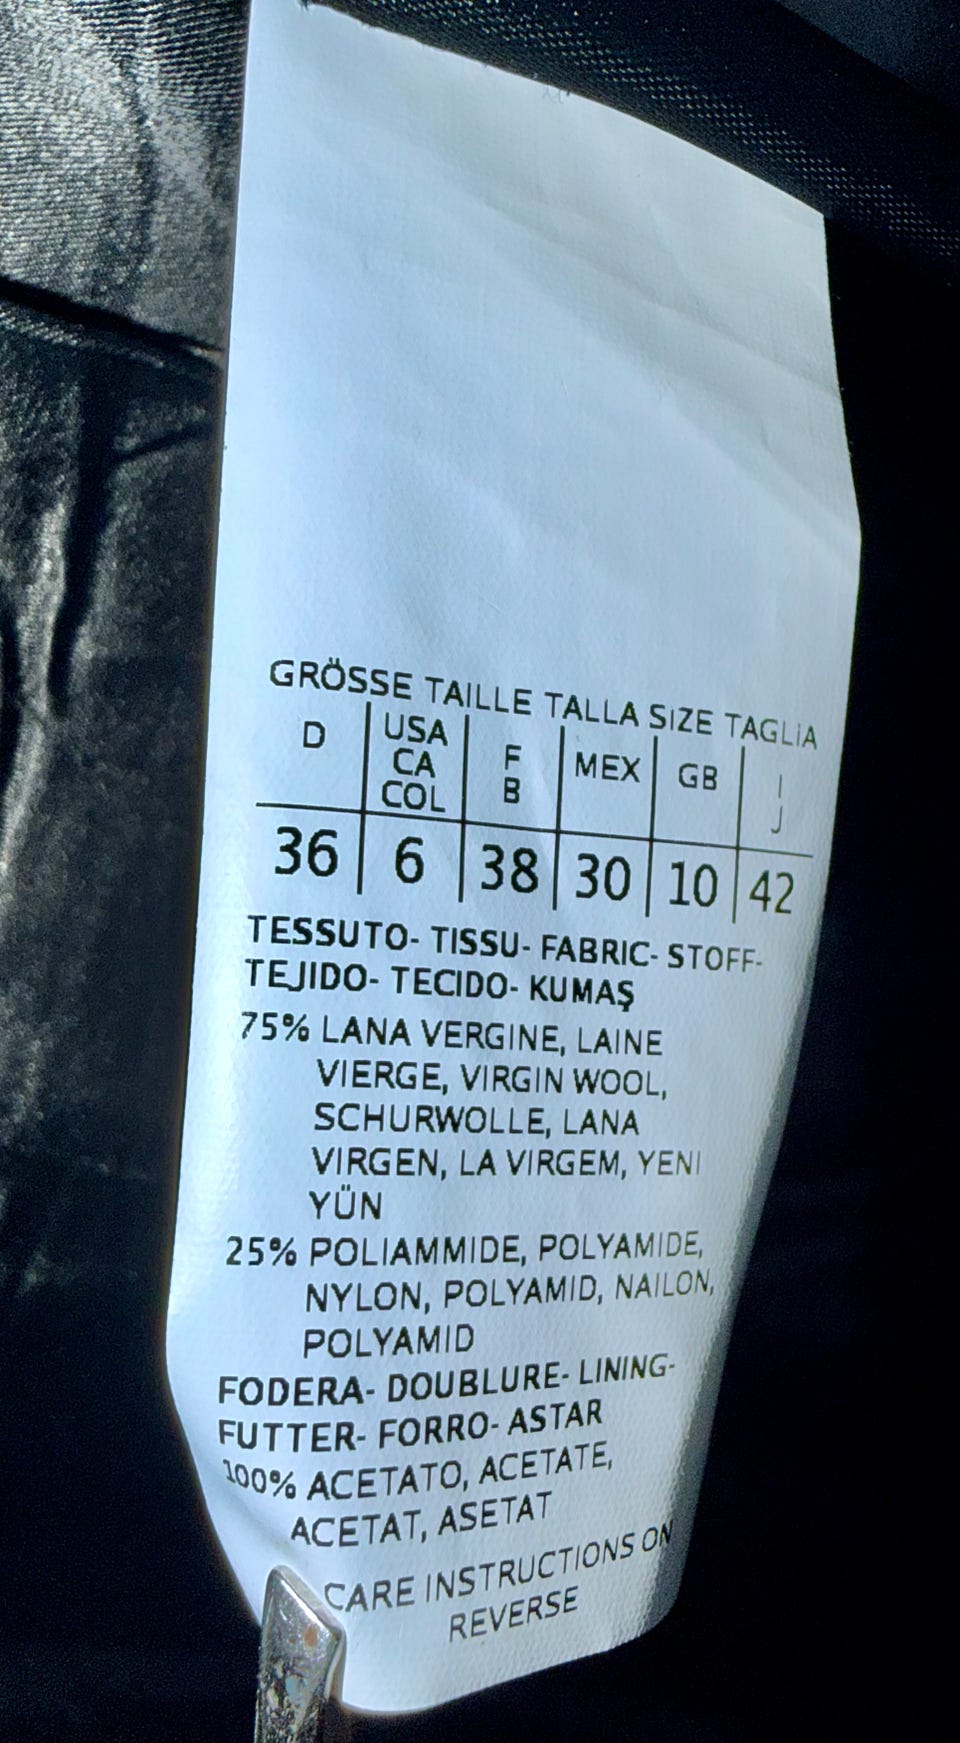 GRÖSSE TAILLE TALLA SiZE TAGLiA
D USA CA COL F B MEX GB I J
36 6 38 30 10 42
TESSUTO- TISSU- FABRIC- STOFF-
TEJIDO- TECIDO- KUMAŞ
75% LANA VERGINE, LAINE
VIERGE, VIRGIN WOOL,
SCHURWOLLE, LANA
VIRGEN, LA VIRGEM, YENI
YÜN
25% POLIAMMIDE, POLYAMIDE,
NYLON, POLYAMID, NAILON,
POLYAMID
FODERA- DOUBLURE- LINING-
FUTTER- FORRO- ASTAR
100% ACETATO, ACETATE,
ACETAT, ASETAT
CARE INSTRUCTIONS ON
REVERSE